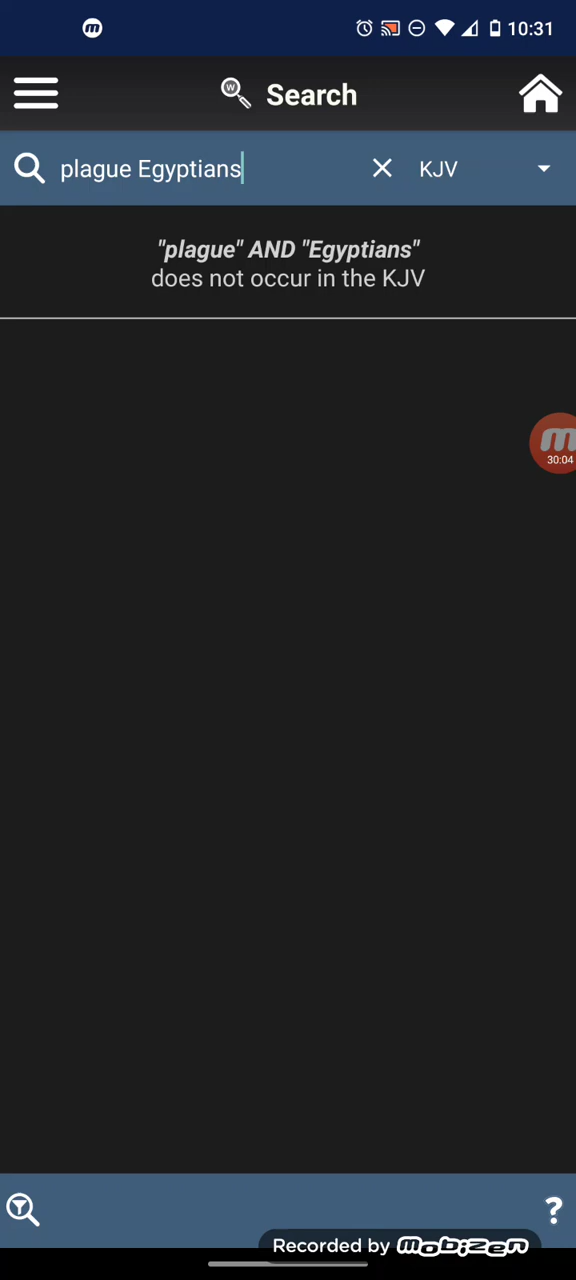 10:31
Search
plague Egyptians
KJV
"plague" AND "Egyptians"
does not occur in the KJV
m
30:04
?
Recorded by mobizen